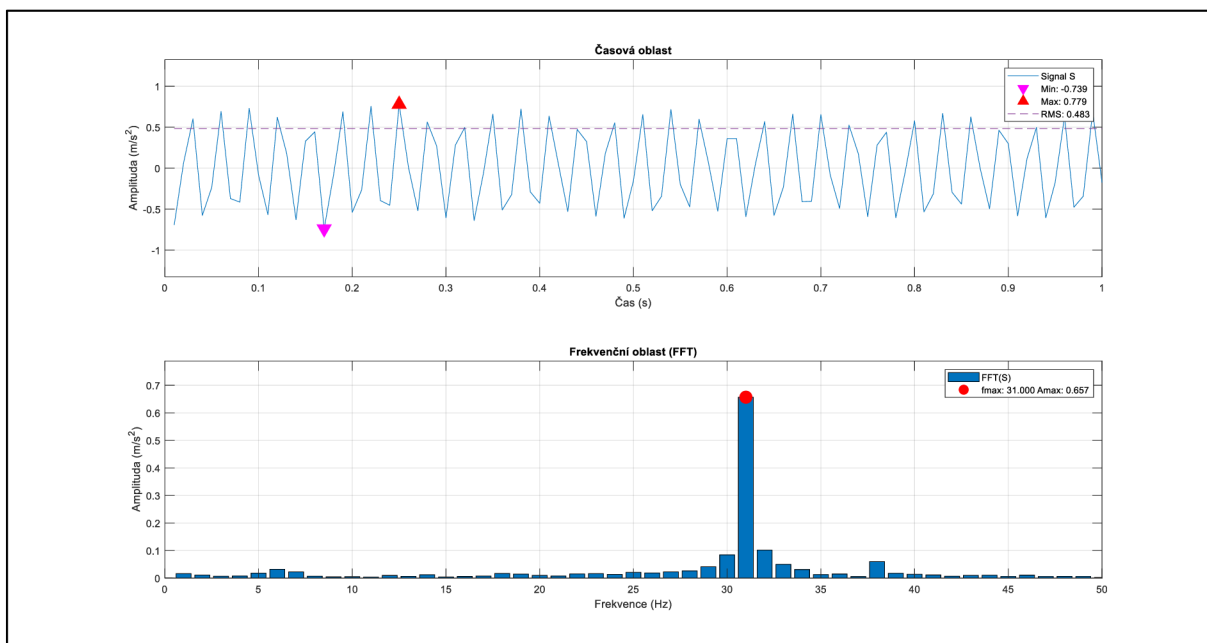 Časová oblast
Amplituda (m/s²)
1
0.5
0
-0.5
-1
Signal S
Min: -0.739
Max: 0.779
RMS: 0.483
0 0.1 0.2 0.3 0.4 0.5 0.6 0.7 0.8 0.9 1
Čas (s)
Frekvenční oblast (FFT)
Amplituda (m/s²)
0.7
0.6
0.5
0.4
0.3
0.2
0.1
0
FFT(S)
fmax: 31.000 Amax: 0.657
0 5 10 15 20 25 30 35 40 45 50
Frekvence (Hz)